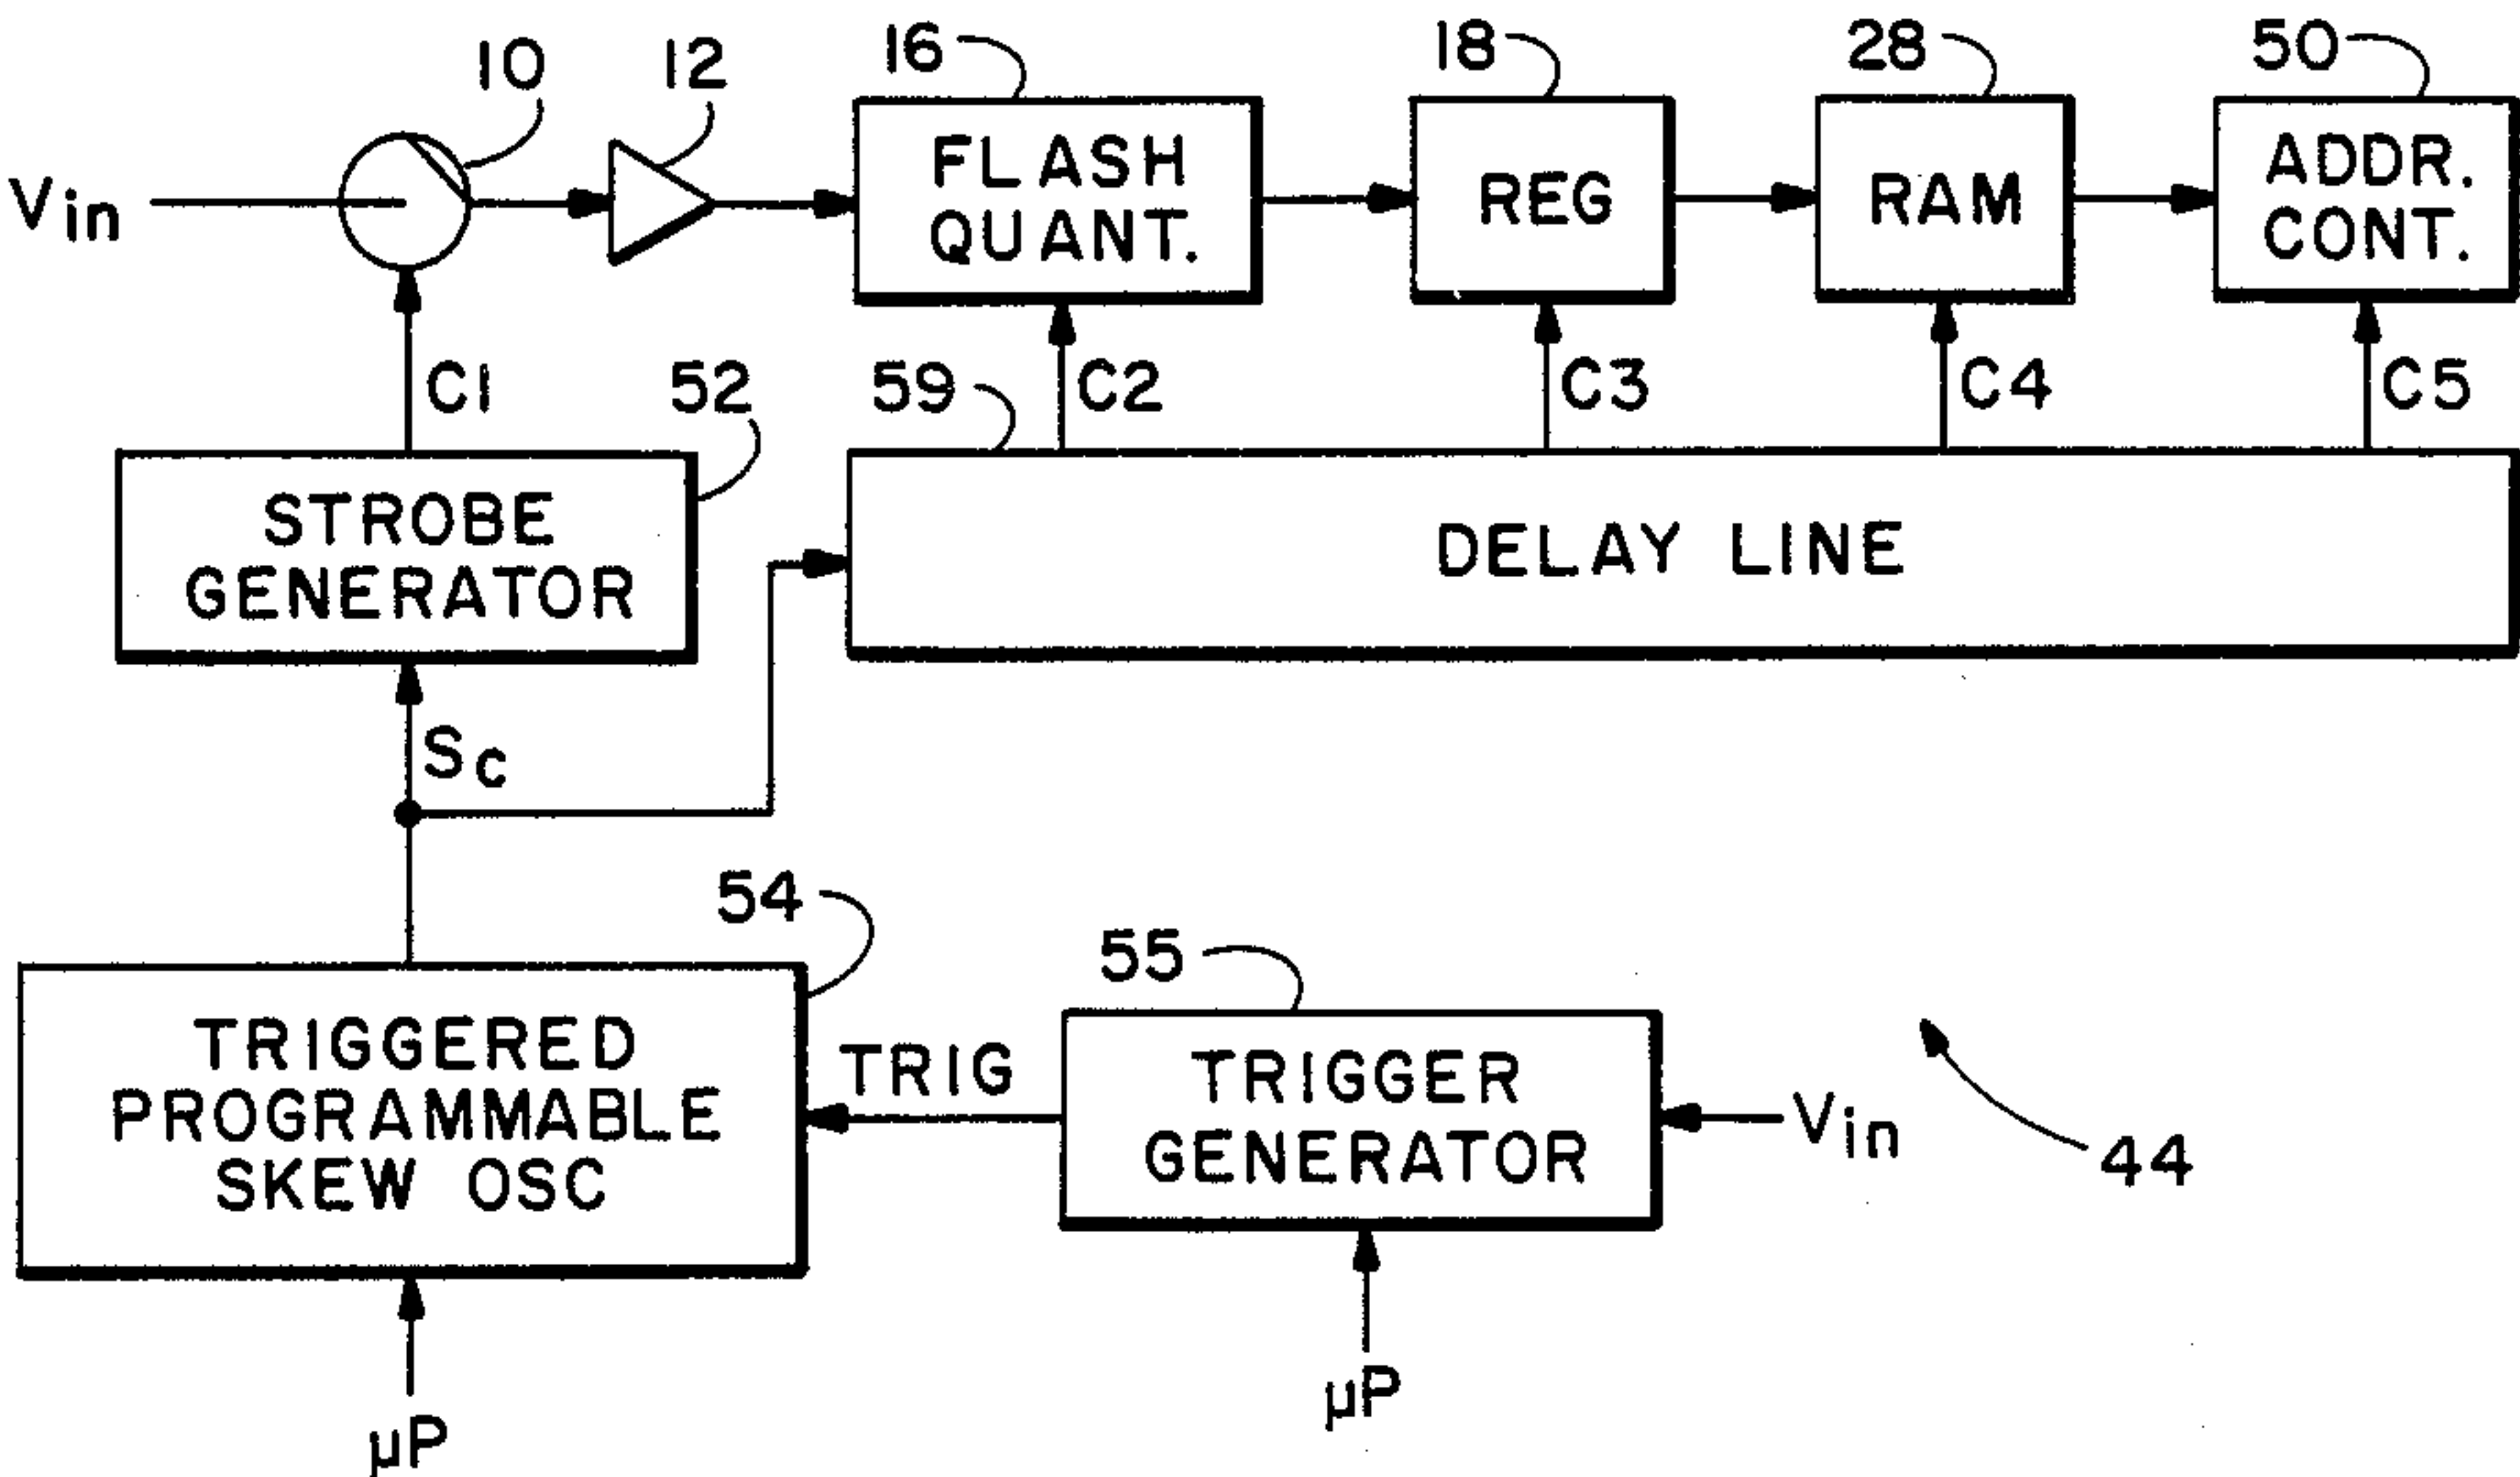 10
12
16
18
28
50
Vin
FLASH
QUANT.
REG
RAM
ADDR.
CONT.
C1
52
59
C2
C3
C4
C5
STROBE
GENERATOR
DELAY LINE
Sc
54
55
TRIGGERED
PROGRAMMABLE
SKEW OSC
TRIG
TRIGGER
GENERATOR
Vin
44
µP
µP